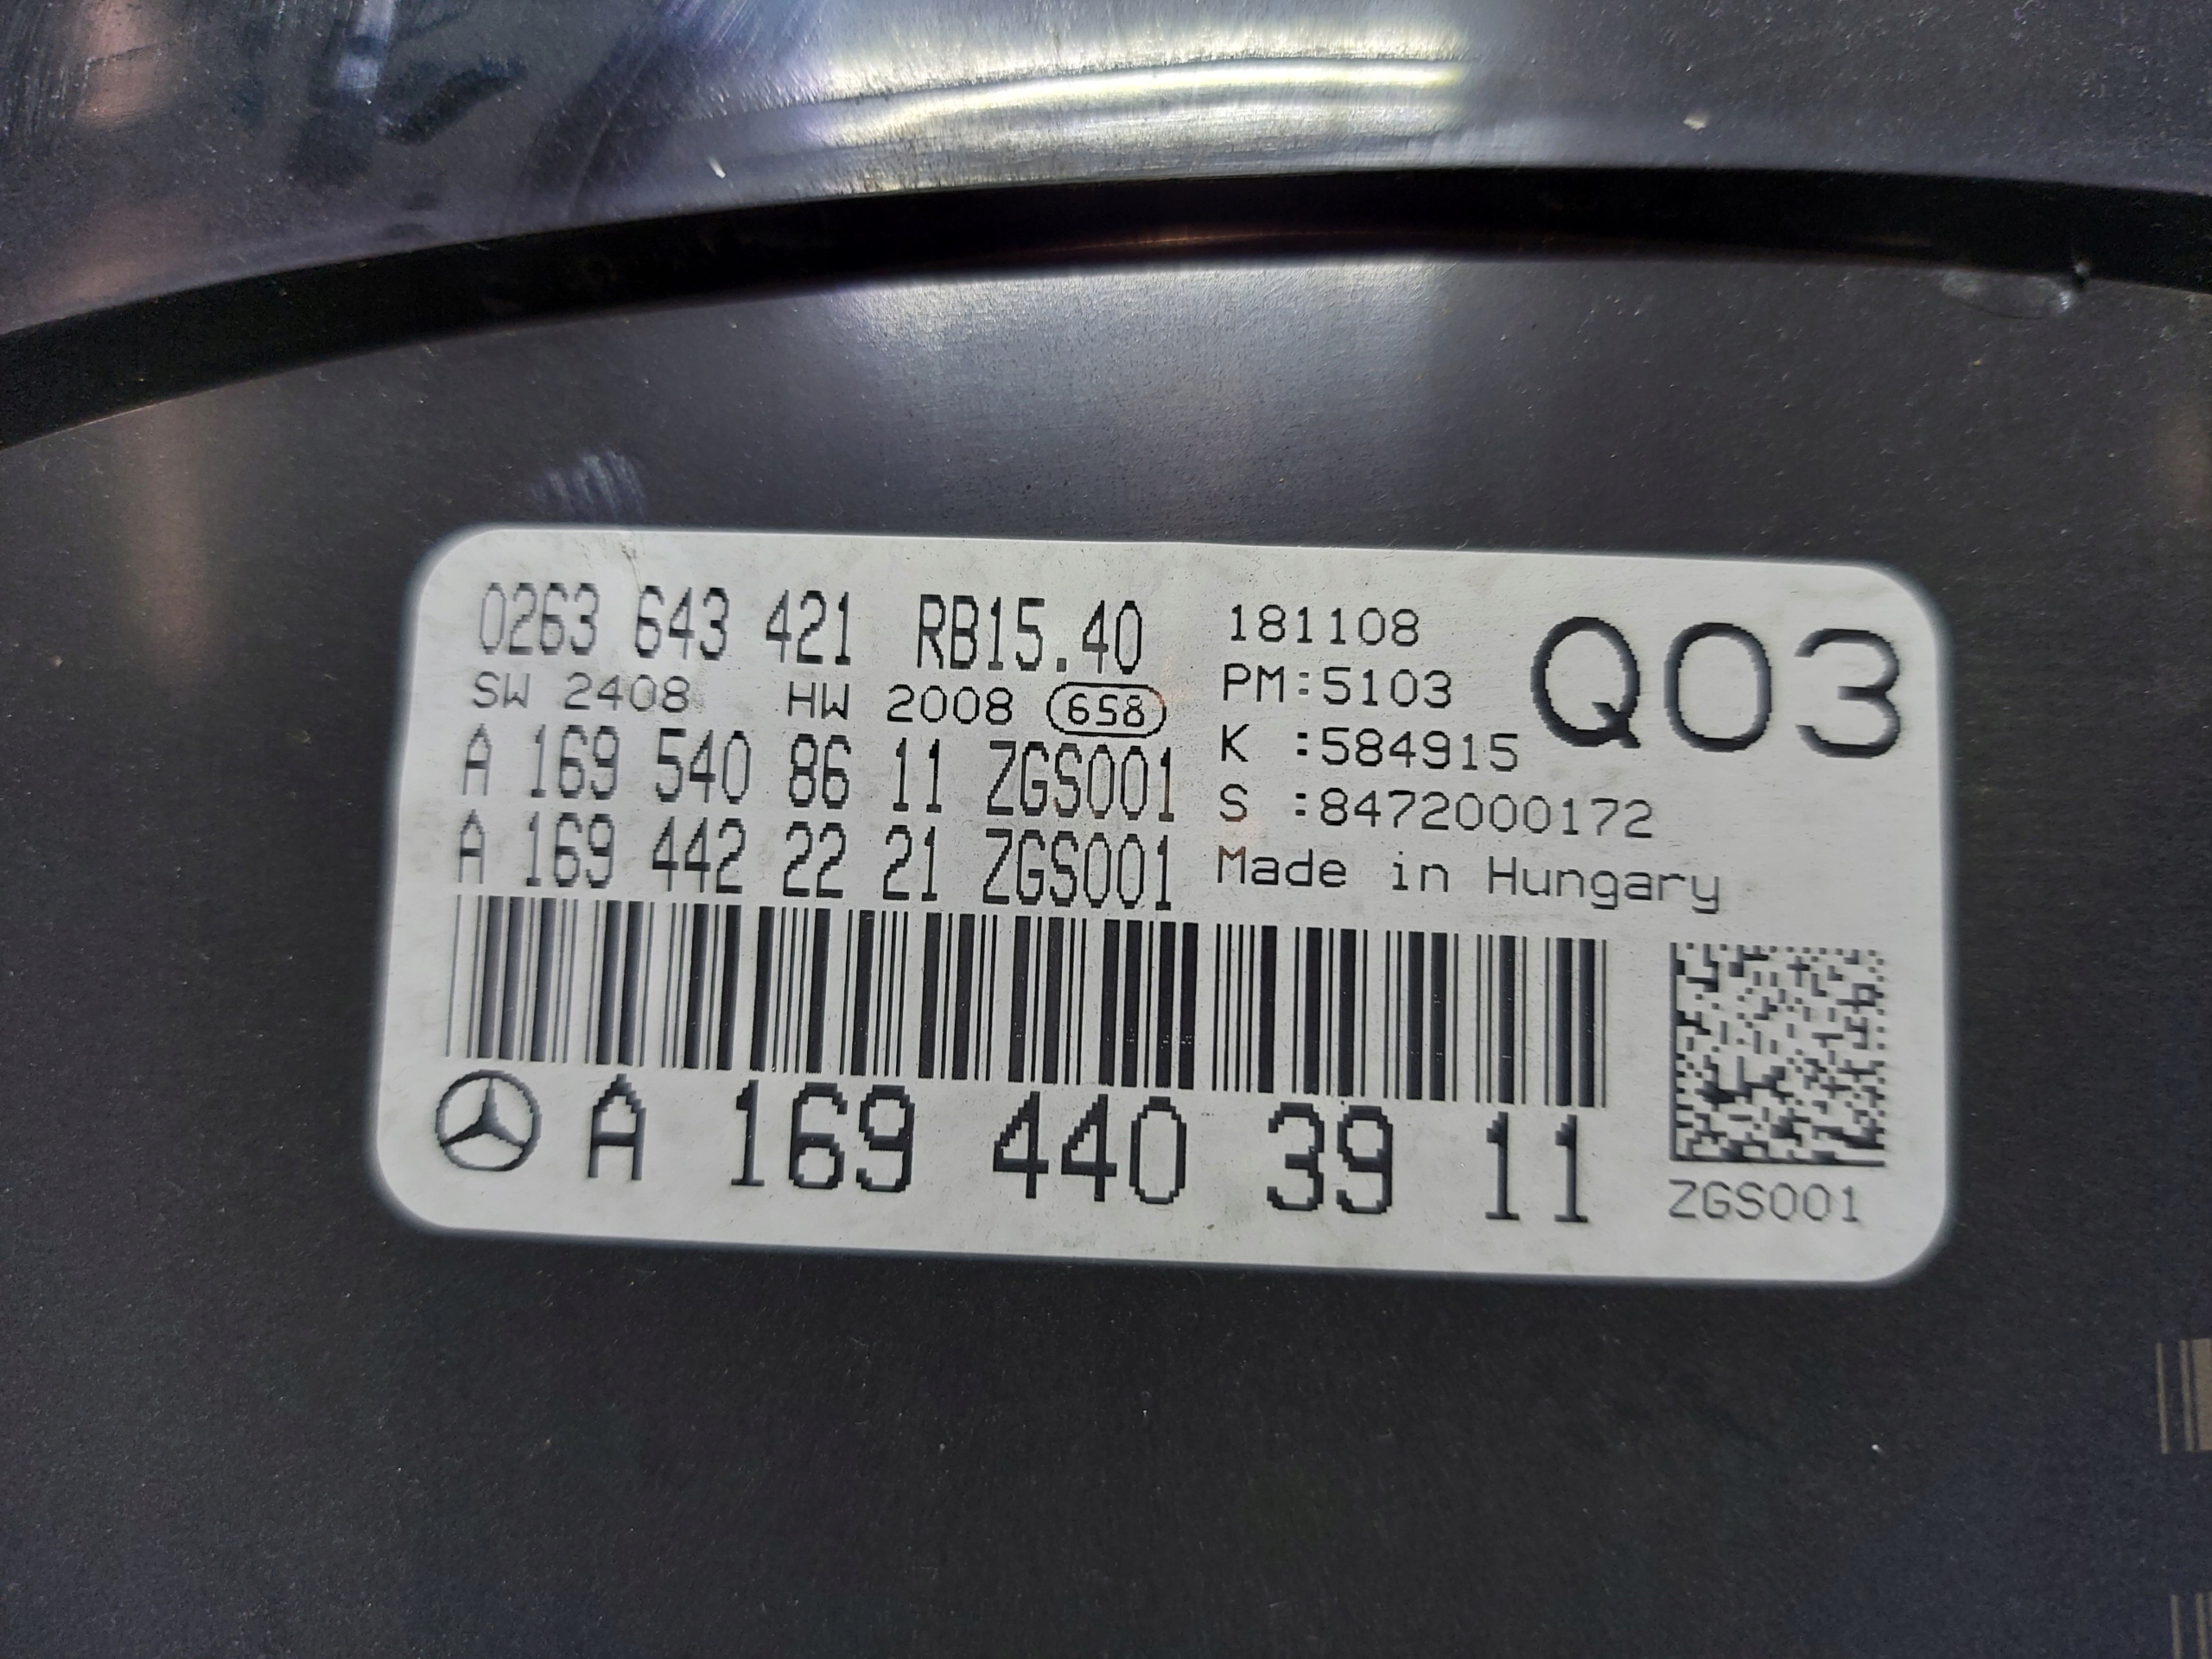 0263 643 421 RB15.40
SW 2408 HW 2008 658
A 169 540 86 11 ZGS001
A 169 442 22 21 ZGS001
181108
PM:5103
K :584915
S :8472000172
Made in Hungary
Q03
A 169 440 39 11
ZGS001